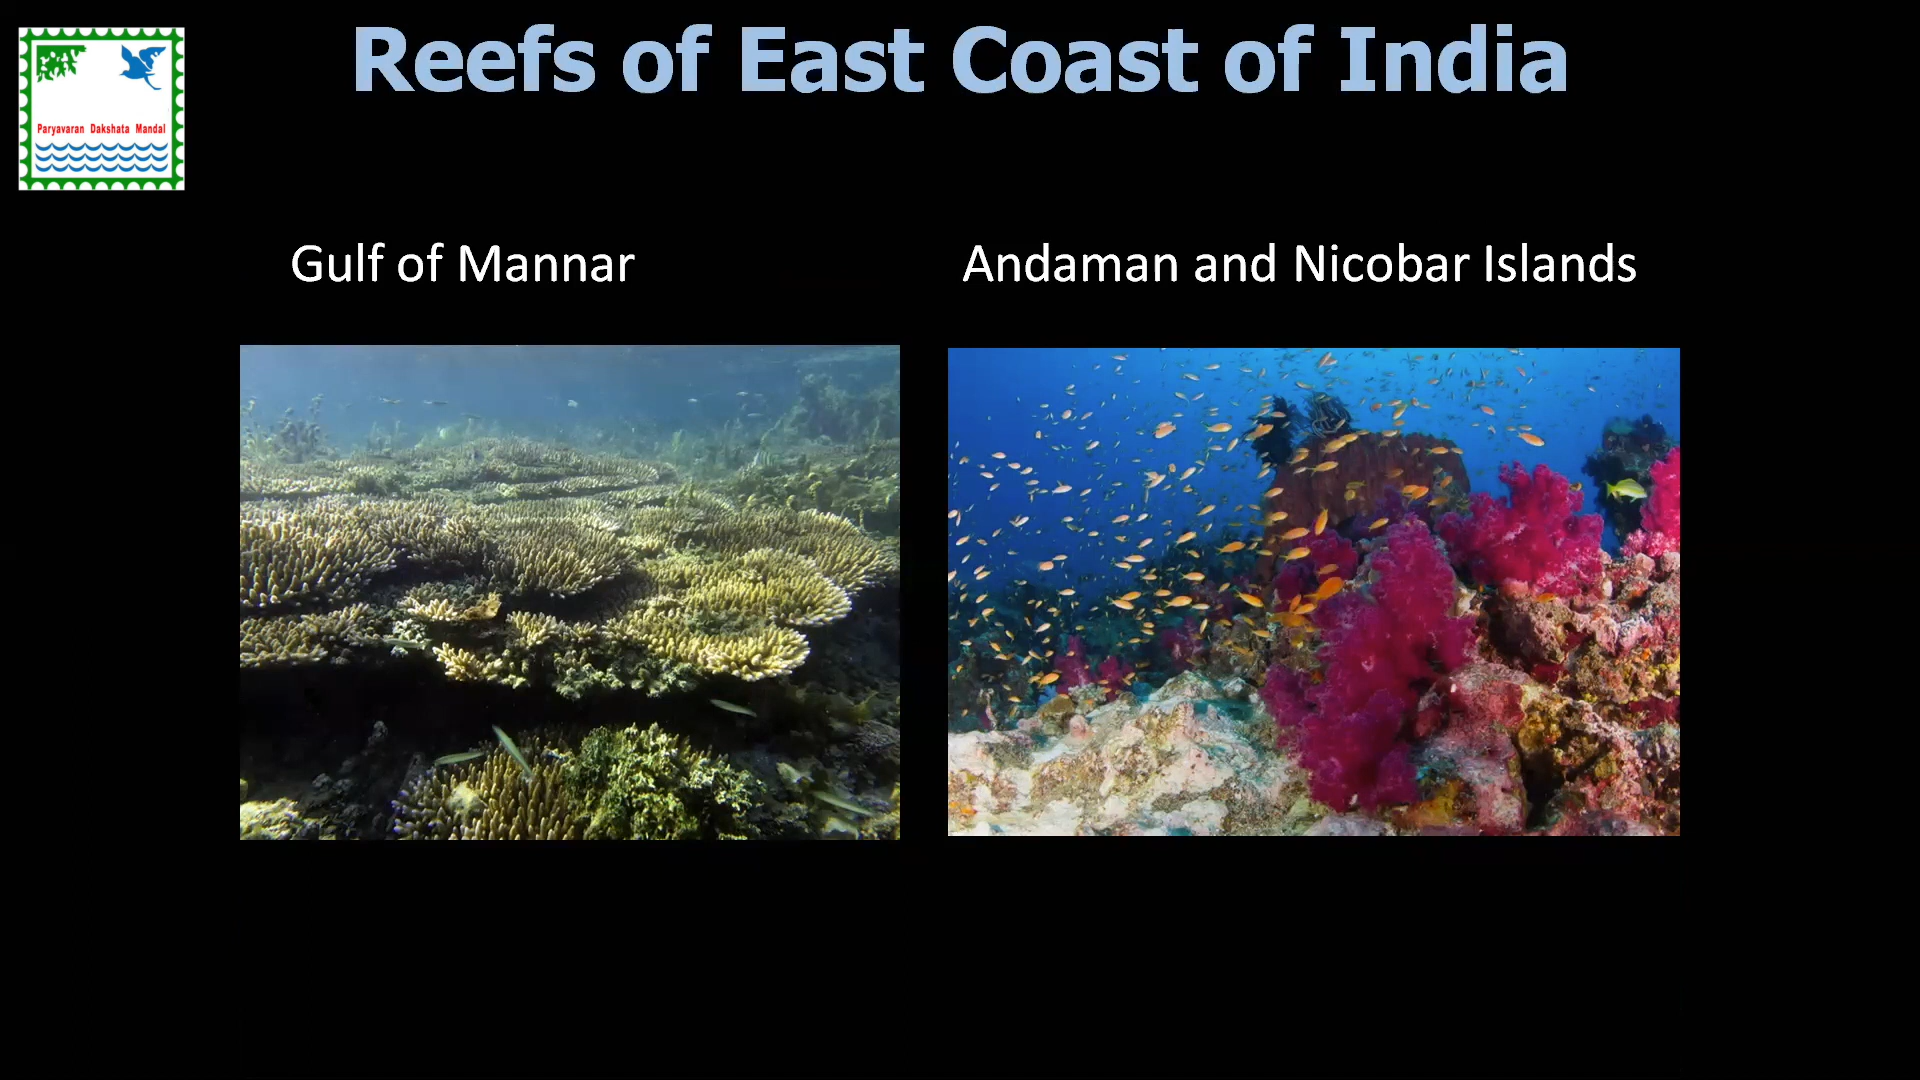 Reefs of East Coast of India
Paryavaran Dakshata Mandal
Gulf of Mannar
Andaman and Nicobar Islands